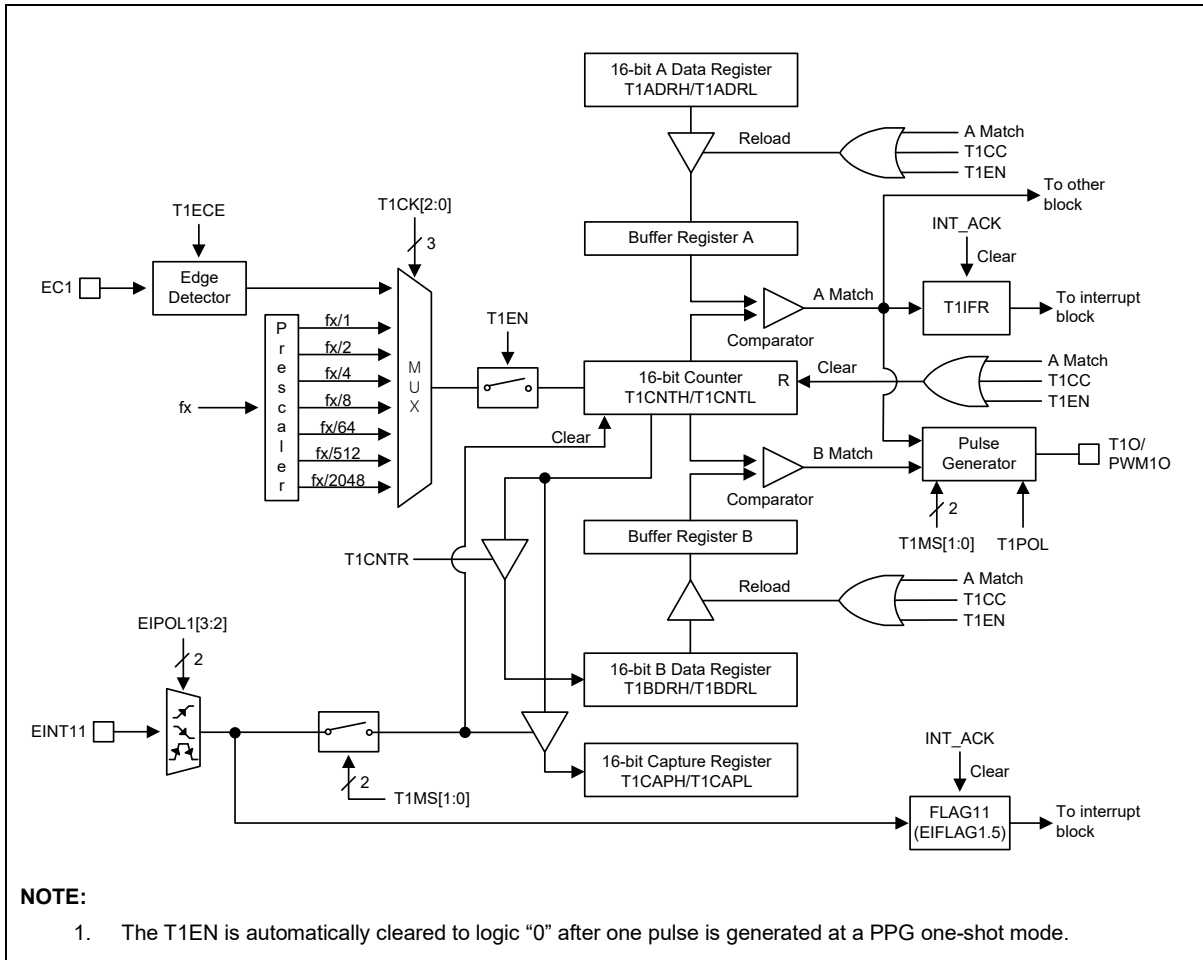 16-bit A Data Register
T1ADRH/T1ADRL
Reload
A Match
T1CC
T1EN
To other
block
T1ECE
T1CK[2:0]
3
Buffer Register A
INT_ACK
Clear
EC1
Edge
Detector
A Match
T1IFR
To interrupt
block
Comparator
Prescaler
fx/1
fx/2
fx/4
fx/8
fx/64
fx/512
fx/2048
fx
MUX
T1EN
16-bit Counter
T1CNTH/T1CNTL
R
Clear
A Match
T1CC
T1EN
Clear
B Match
Comparator
Pulse
Generator
T1O/
PWM1O
2
T1MS[1:0]
T1POL
Buffer Register B
T1CNTR
Reload
A Match
T1CC
T1EN
EIPOL1[3:2]
2
16-bit B Data Register
T1BDRH/T1BDRL
EINT11
2
T1MS[1:0]
16-bit Capture Register
T1CAPH/T1CAPL
INT_ACK
Clear
FLAG11
(EIFLAG1.5)
To interrupt
block
NOTE:
1. The T1EN is automatically cleared to logic “0” after one pulse is generated at a PPG one-shot mode.